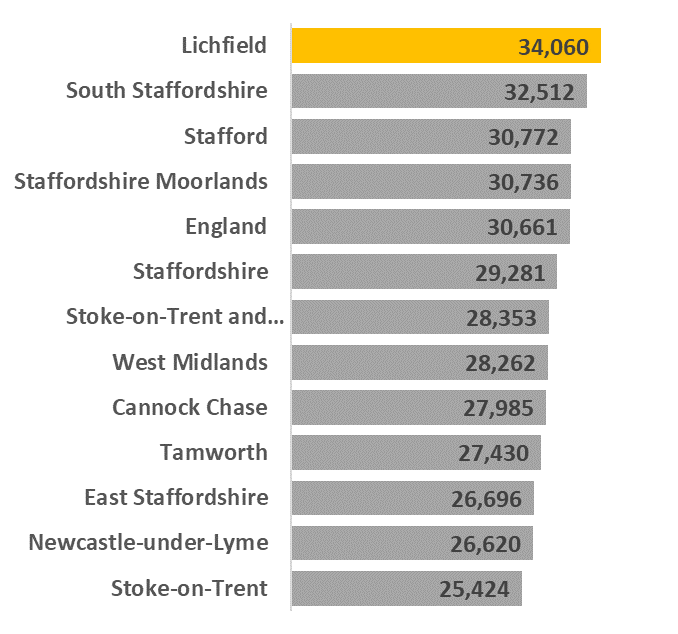 Lichfield 34,060
South Staffordshire 32,512
Stafford 30,772
Staffordshire Moorlands 30,736
England 30,661
Staffordshire 29,281
Stoke-on-Trent and... 28,353
West Midlands 28,262
Cannock Chase 27,985
Tamworth 27,430
East Staffordshire 26,696
Newcastle-under-Lyme 26,620
Stoke-on-Trent 25,424